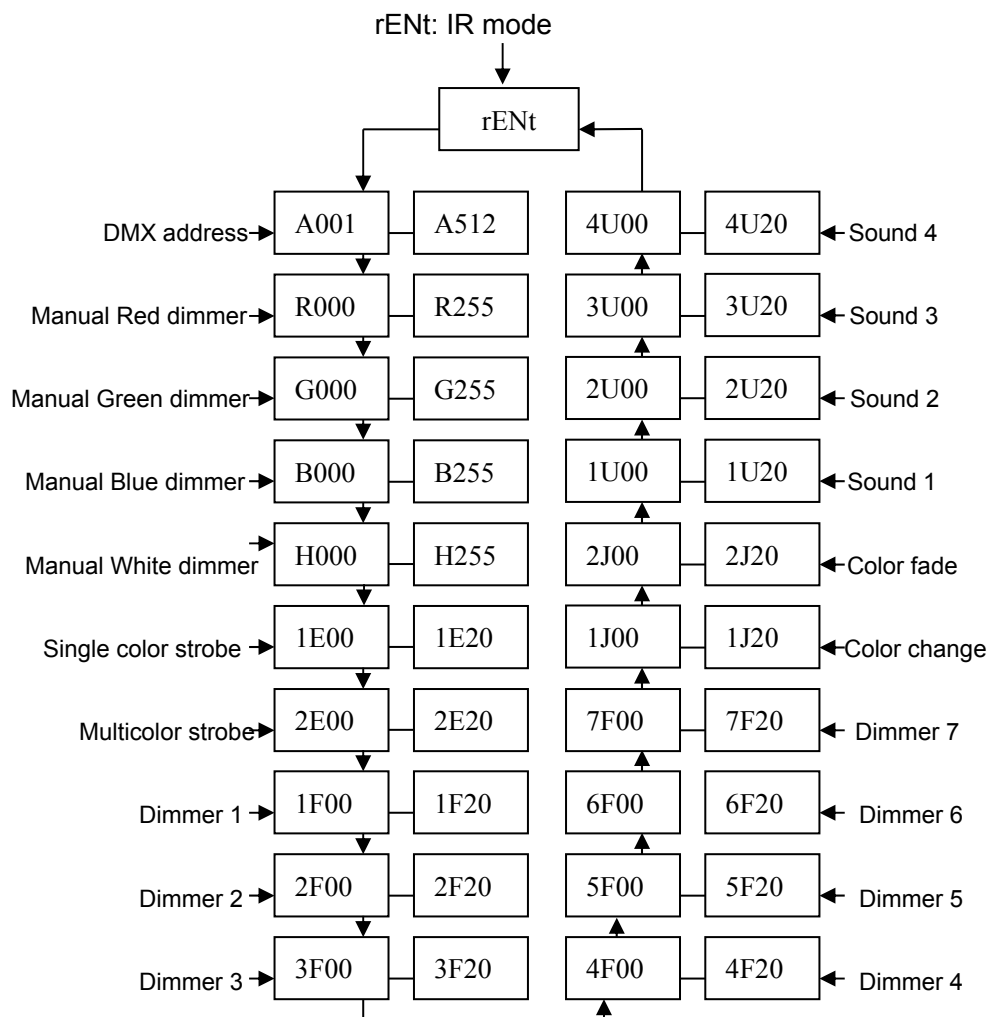 rENt: IR mode
rENt
DMX address A001 A512 4U00 4U20 Sound 4
Manual Red dimmer R000 R255 3U00 3U20 Sound 3
Manual Green dimmer G000 G255 2U00 2U20 Sound 2
Manual Blue dimmer B000 B255 1U00 1U20 Sound 1
Manual White dimmer H000 H255 2J00 2J20 Color fade
Single color strobe 1E00 1E20 1J00 1J20 Color change
Multicolor strobe 2E00 2E20 7F00 7F20 Dimmer 7
Dimmer 1 1F00 1F20 6F00 6F20 Dimmer 6
Dimmer 2 2F00 2F20 5F00 5F20 Dimmer 5
Dimmer 3 3F00 3F20 4F00 4F20 Dimmer 4